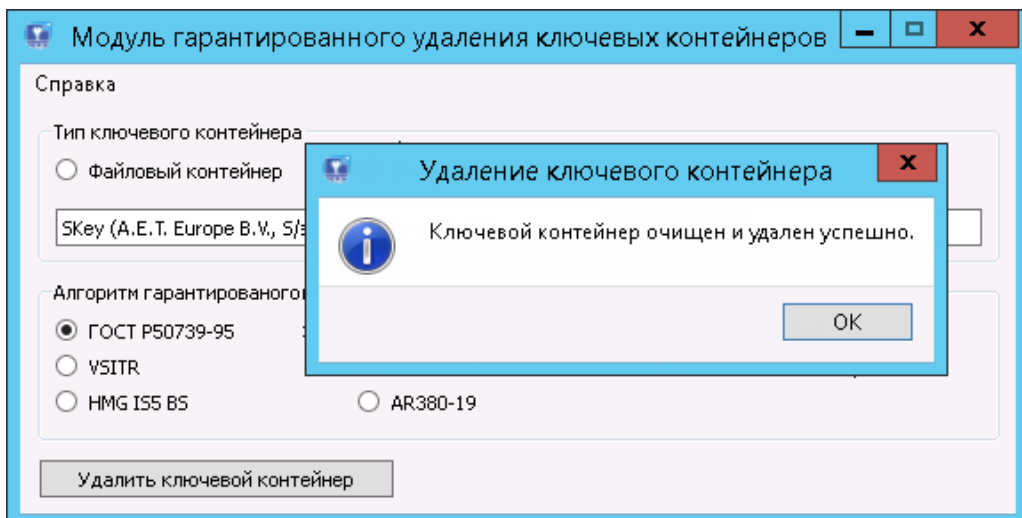 Модуль гарантированного удаления ключевых контейнеров
Справка
Тип ключевого контейнера
Файловый контейнер
SKey (A.E.T. Europe B.V.,
Удаление ключевого контейнера
Ключевой контейнер очищен и удален успешно.
OK
Алгоритм гарантированого
ГОСТ Р50739-95
VSITR
HMG IS5 BS
AR380-19
Удалить ключевой контейнер